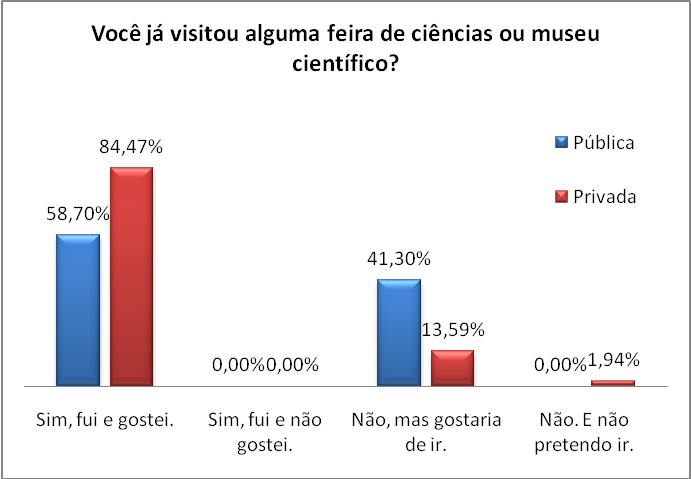 Você já visitou alguma feira de ciências ou museu
científico?
Pública
Privada
84,47%
58,70%
41,30%
13,59%
0,00% 0,00%
0,00% 1,94%
Sim, fui e gostei.
Sim, fui e não
gostei.
Não, mas gostaria
de ir.
Não. E não
pretendo ir.